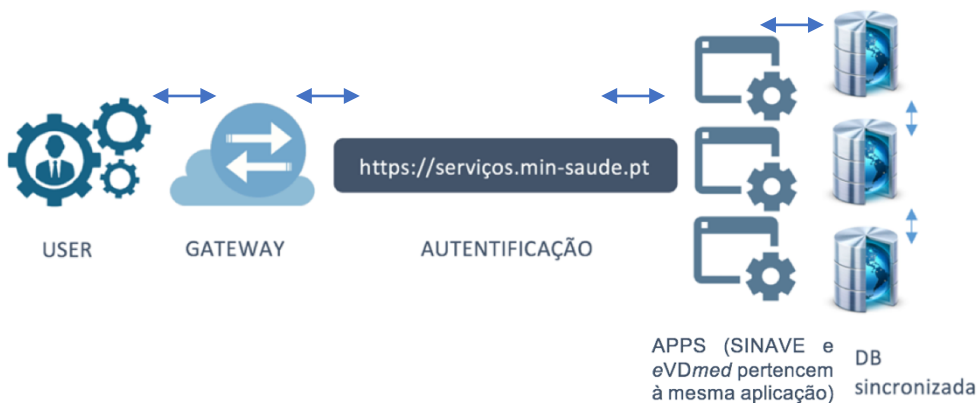 https://serviços.min-saude.pt
USER
GATEWAY
AUTENTIFICAÇÃO
APPS (SINAVE e
eVDmed pertencem
à mesma aplicação)
DB
sincronizada